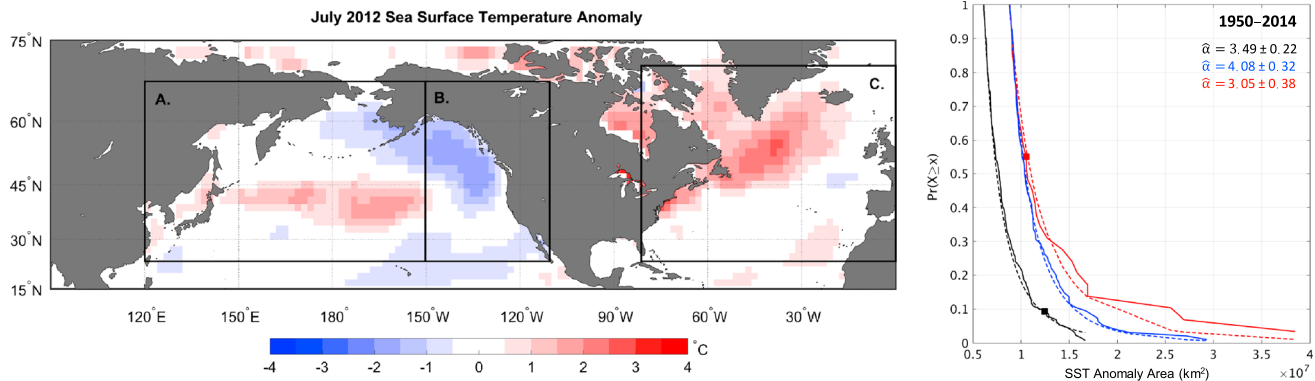 July 2012 Sea Surface Temperature Anomaly
75°N
60°N
45°N
30°N
15°N
A.
B.
C.
120°E
150°E
180°E
150°W
120°W
60°W
30°W
-4 -3 -2 -1 0 1 2 3 4
°C
1950–2014
α̂ = 3.49 ± 0.22
α̂ = 4.08 ± 0.32
α̂ = 3.05 ± 0.38
Pr(X ≥ x)
1
0.9
0.8
0.7
0.6
0.5
0.4
0.3
0.2
0.1
0
0.5 1 1.5 2 2.5 3 3.5 4
SST Anomaly Area (km²)
×10⁷